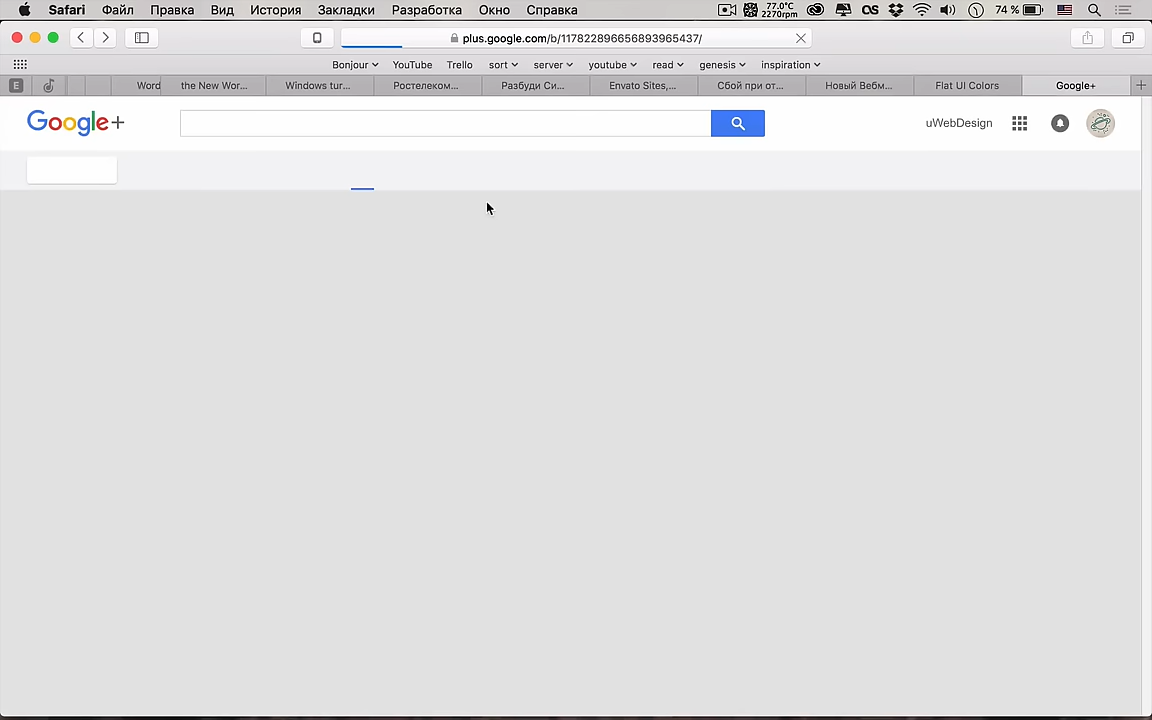 Safari Файл Правка Вид История Закладки Разработка Окно Справка 77.0°C 74 %
2270rpm
plus.google.com/b/117822896656893965437/
Bonjour YouTube Trello sort server youtube read genesis inspiration
E Word the New Wor... Windows tur... Ростелеком... Разбуди Си... Envato Sites,... Сбой при от... Новый Вебм... Flat UI Colors Google+
Google+ uWebDesign